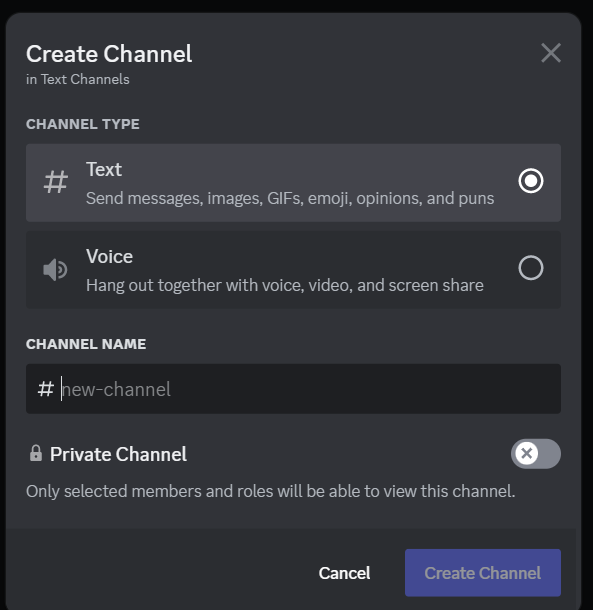 Create Channel
in Text Channels
CHANNEL TYPE
# Text
Send messages, images, GIFs, emoji, opinions, and puns
Voice
Hang out together with voice, video, and screen share
CHANNEL NAME
# new-channel
Private Channel
Only selected members and roles will be able to view this channel.
Cancel Create Channel